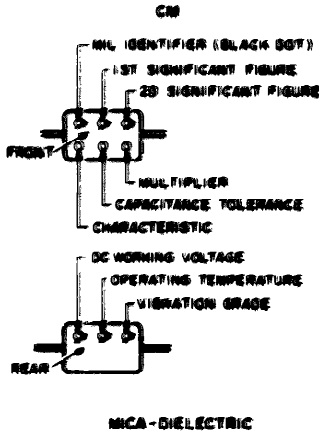 CM
MIL IDENTIFIER (BLACK DOT)
1ST SIGNIFICANT FIGURE
2D SIGNIFICANT FIGURE
FRONT
MULTIPLIER
CAPACITANCE TOLERANCE
CHARACTERISTIC
DC WORKING VOLTAGE
OPERATING TEMPERATURE
VIBRATION GRADE
REAR
MICA-DIELECTRIC